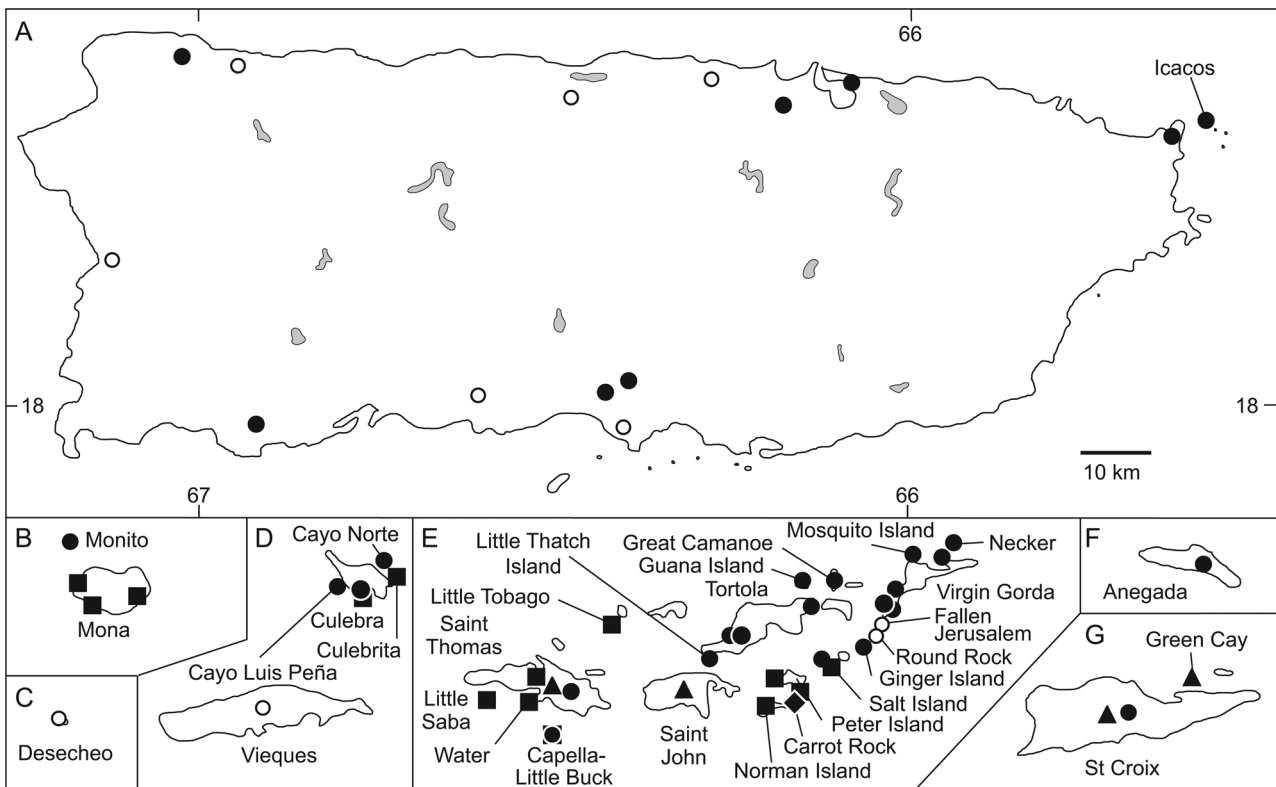 A
66
Icacos
18
18
10 km
67
66
B
Monito
Mona
C
Desecheo
D
Cayo Norte
Culebra
Culebrita
Cayo Luis Peña
Vieques
E
Little Thatch
Island
Great Camanoe
Guana Island
Tortola
Mosquito Island
Necker
Little Tobago
Saint
Thomas
Virgin Gorda
Fallen
Jerusalem
Round Rock
Ginger Island
Salt Island
Little
Saba
Water
Capella-
Little Buck
Saint
John
Peter Island
Carrot Rock
Norman Island
F
Anegada
G
Green Cay
St Croix